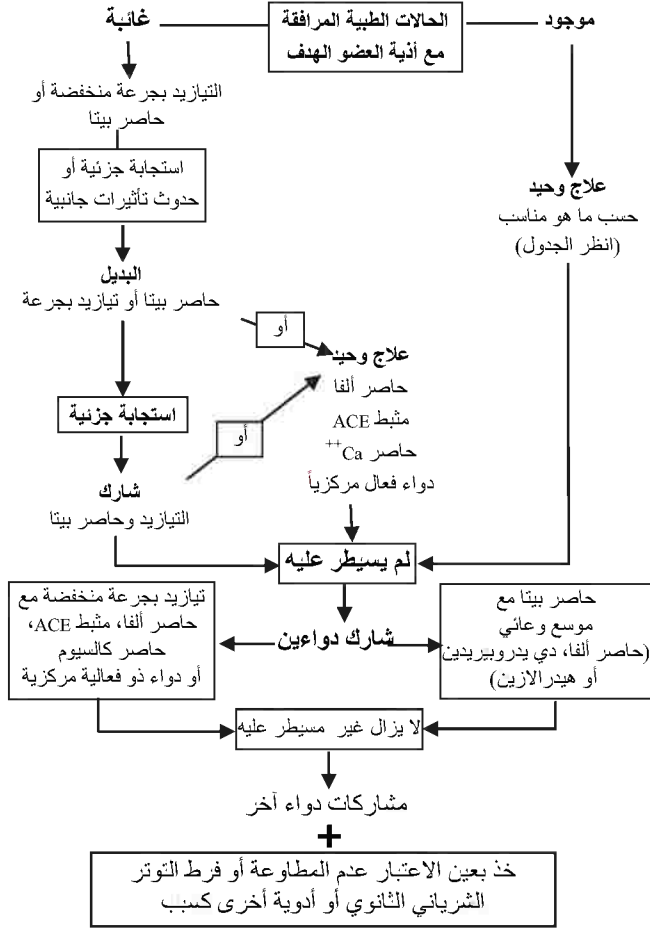 الحالات الطبية المرافقة
مع أذية العضو الهدف
موجود
غائبة
علاج وحيد
حسب ما هو مناسب
(انظر الجدول)
التيازيد بجرعة منخفضة أو
حاصر بيتا
استجابة جزئية أو
حدوث تأثيرات جانبية
البديل
حاصر بيتا أو تيازيد بجرعة
استجابة جزئية
شارك
التيازيد وحاصر بيتا
أو
أو
علاج وحيد
حاصر ألفا
مثبط ACE
حاصر Ca++
دواء فعال مركزياً
لم يسيطر عليه
شارك دواءين
حاصر بيتا مع
موسع وعائي
(حاصر ألفا، دي يدروبيريدين
أو هيدرالازين)
تيازيد بجرعة منخفضة مع
حاصر ألفا، مثبط ACE،
حاصر كالسيوم
أو دواء ذو فعالية مركزية
لا يزال غير مسيطر عليه
مشاركات دواء آخر
+
خذ بعين الاعتبار عدم المطاوعة أو فرط التوتر
الشرياني الثانوي أو أدوية أخرى كسبب